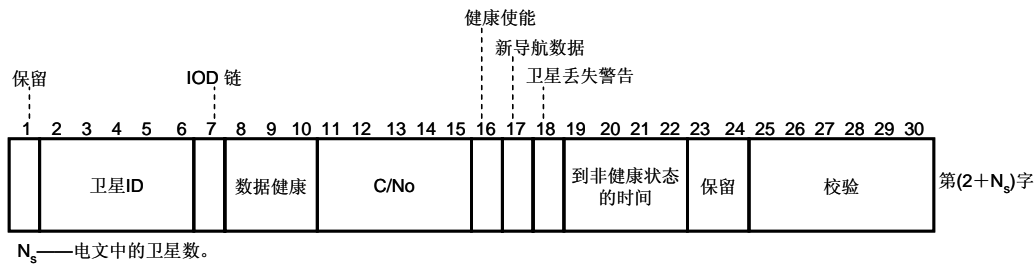 健康使能
新导航数据
保留 IOD 链 卫星丢失警告
1 2 3 4 5 6 7 8 9 10 11 12 13 14 15 16 17 18 19 20 21 22 23 24 25 26 27 28 29 30
卫星ID 数据健康 C/No 到非健康状态的时间 保留 校验 第(2+Ns)字
Ns——电文中的卫星数。